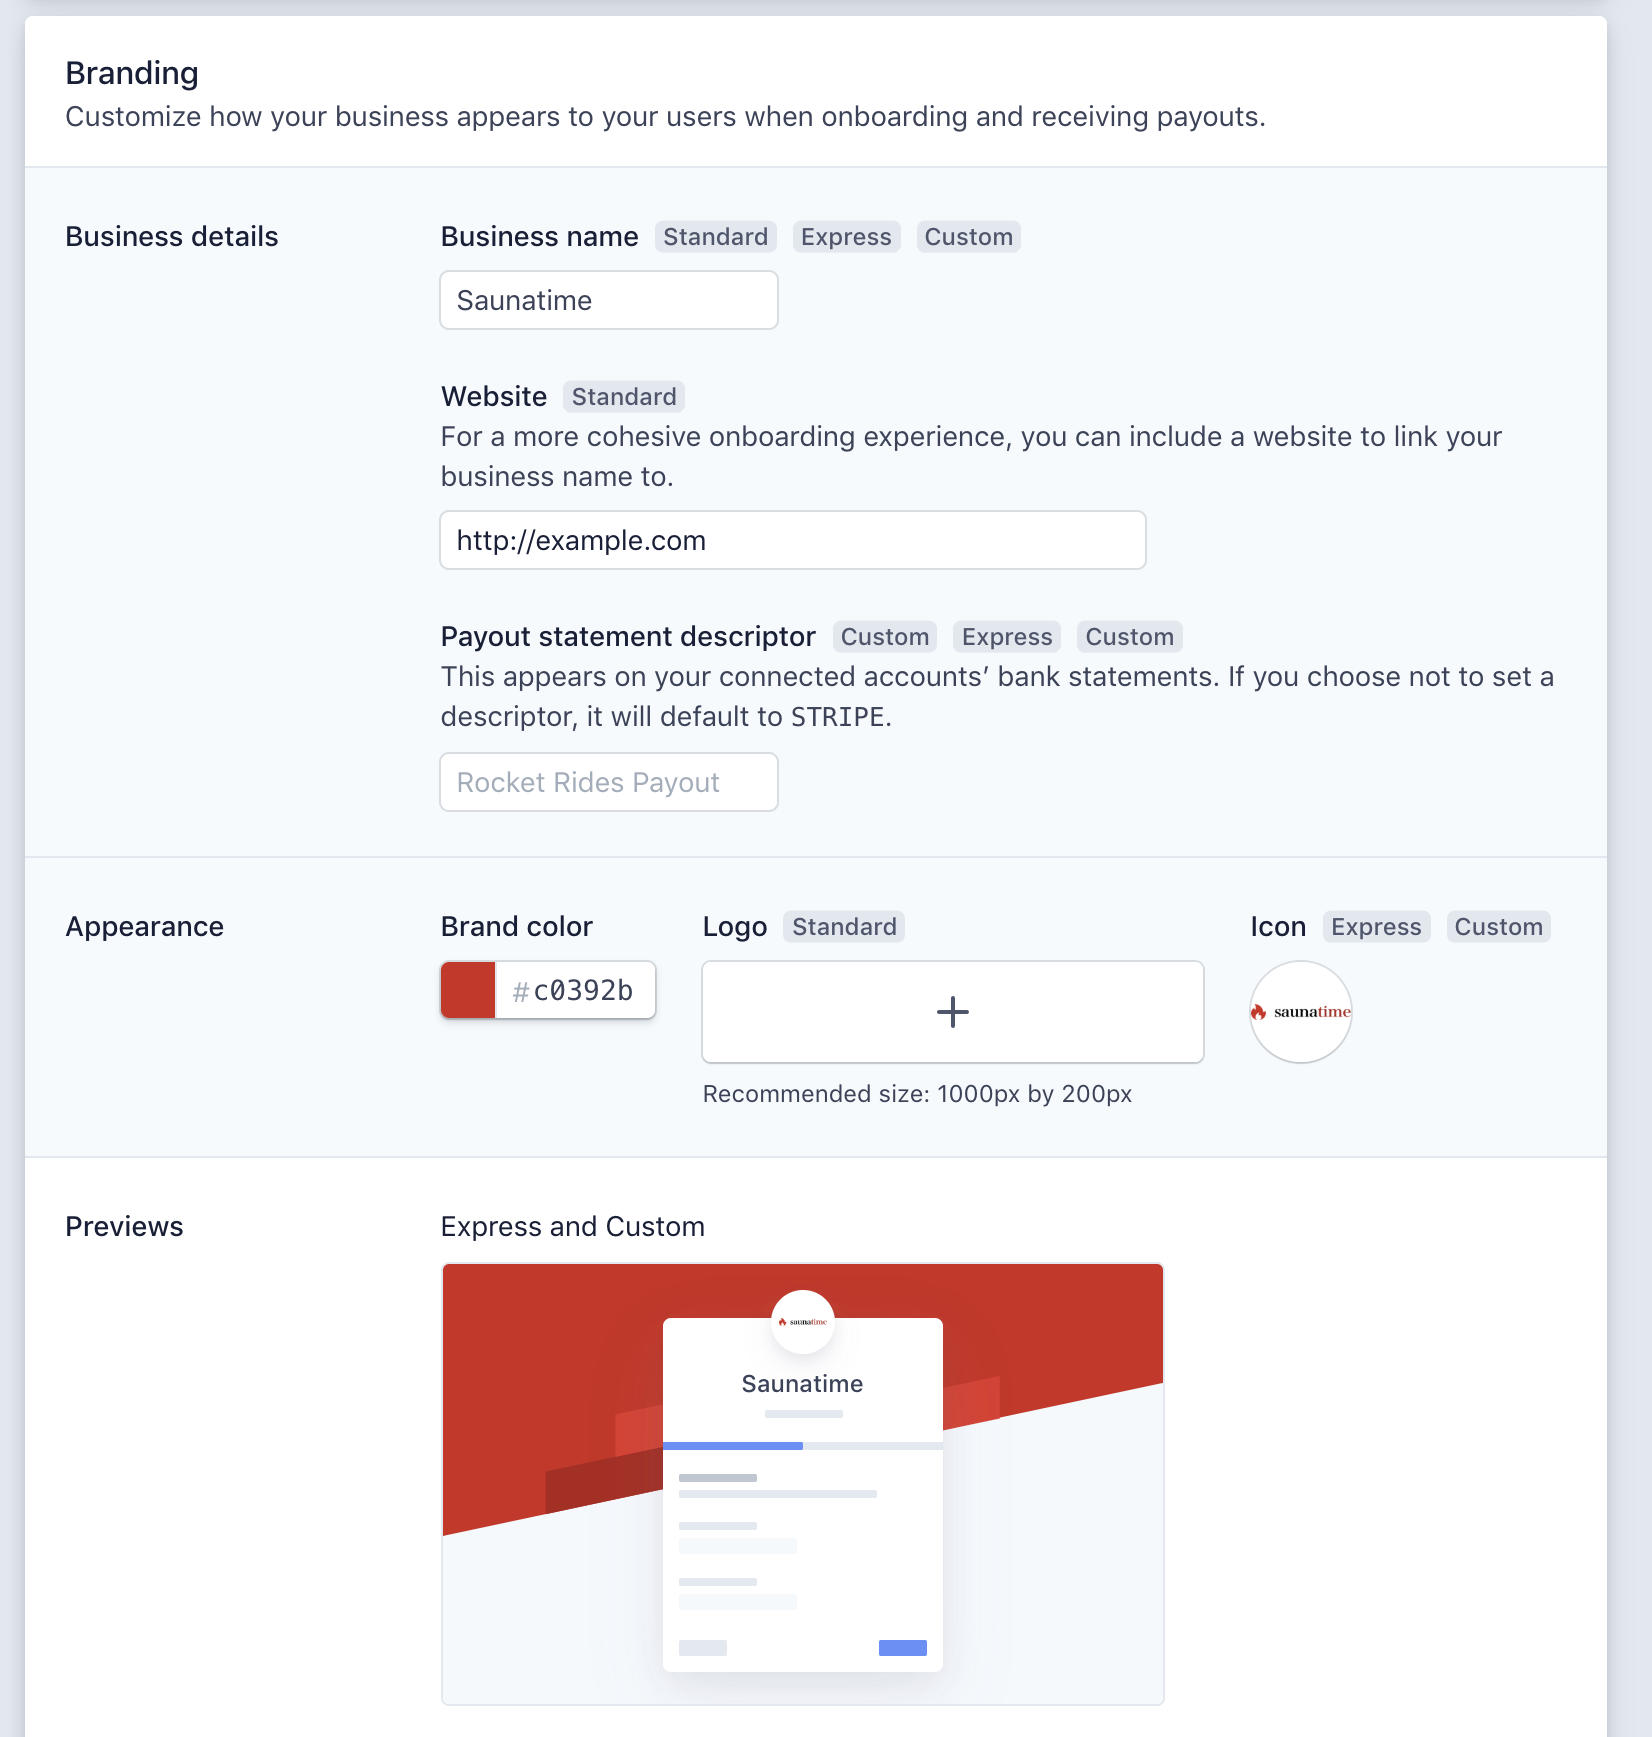 Branding
Customize how your business appears to your users when onboarding and receiving payouts.
Business details
Business name Standard Express Custom
Saunatime
Website Standard
For a more cohesive onboarding experience, you can include a website to link your
business name to.
http://example.com
Payout statement descriptor Custom Express Custom
This appears on your connected accounts’ bank statements. If you choose not to set a
descriptor, it will default to STRIPE.
Rocket Rides Payout
Appearance
Brand color
#c0392b
Logo Standard
Recommended size: 1000px by 200px
Icon Express Custom
saunatime
Previews
Express and Custom
saunatime
Saunatime